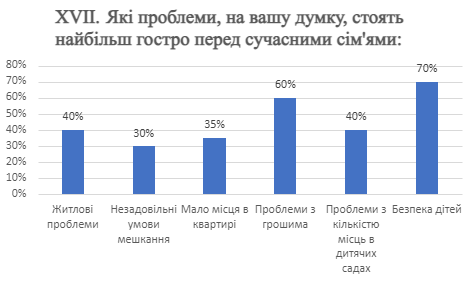 XVII. Які проблеми, на вашу думку, стоять
найбільш гостро перед сучасними сім'ями:
80%
70%
60%
50%
40%
30%
20%
10%
0%
40%
30%
35%
60%
40%
70%
Житлові
проблеми
Незадовільні
умови
мешкання
Мало місця в
квартирі
Проблеми з
грошима
Проблеми з
кількістю
місць в
дитячих
садах
Безпека дітей